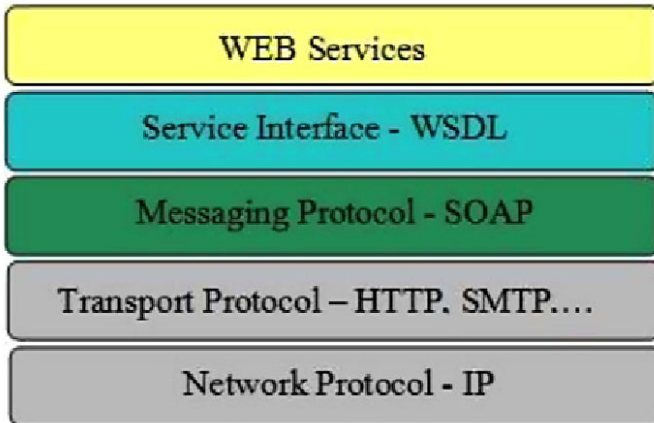 WEB Services
Service Interface - WSDL
Messaging Protocol - SOAP
Transport Protocol – HTTP, SMTP....
Network Protocol - IP